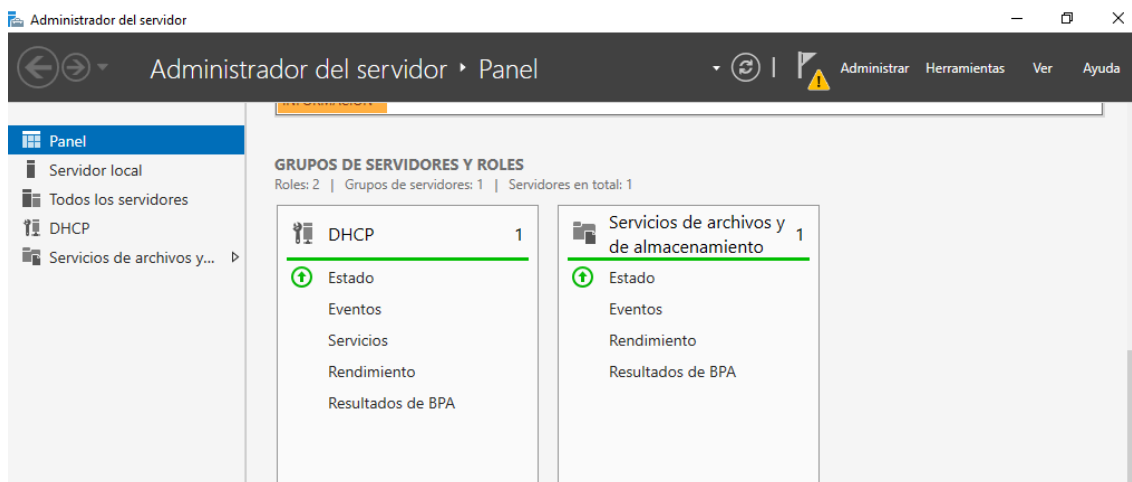 Administrador del servidor
Administrador del servidor ‣ Panel
Administrar Herramientas Ver Ayuda
INFORMACIÓN
Panel
Servidor local
Todos los servidores
DHCP
Servicios de archivos y...
GRUPOS DE SERVIDORES Y ROLES
Roles: 2 | Grupos de servidores: 1 | Servidores en total: 1
DHCP 1
Estado
Eventos
Servicios
Rendimiento
Resultados de BPA
Servicios de archivos y
de almacenamiento 1
Estado
Eventos
Rendimiento
Resultados de BPA